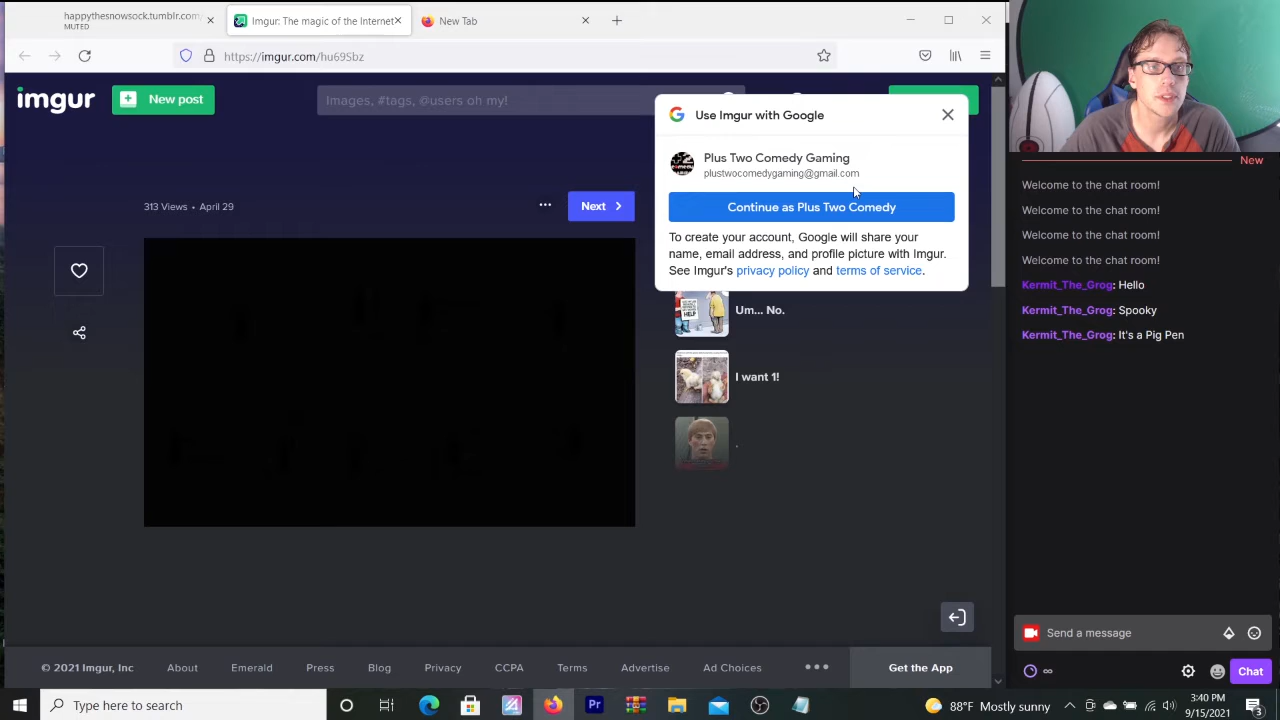 happythesnowsock.tumblr.com/
MUTED
Imgur: The magic of the Internet
New Tab
https://imgur.com/hu69Sbz
imgur
New post
Images, #tags, @users oh my!
Use Imgur with Google
Plus Two Comedy Gaming
plustwocomedygaming@gmail.com
Continue as Plus Two Comedy
To create your account, Google will share your
name, email address, and profile picture with Imgur.
See Imgur's privacy policy and terms of service.
313 Views • April 29
Next
HELP
Um... No.
I want 1!
.
© 2021 Imgur, Inc
About
Emerald
Press
Blog
Privacy
CCPA
Terms
Advertise
Ad Choices
Get the App
New
Welcome to the chat room!
Welcome to the chat room!
Welcome to the chat room!
Welcome to the chat room!
Kermit_The_Grog: Hello
Kermit_The_Grog: Spooky
Kermit_The_Grog: It's a Pig Pen
Send a message
Chat
Type here to search
Pr
88°F Mostly sunny
3:40 PM
9/15/2021
3